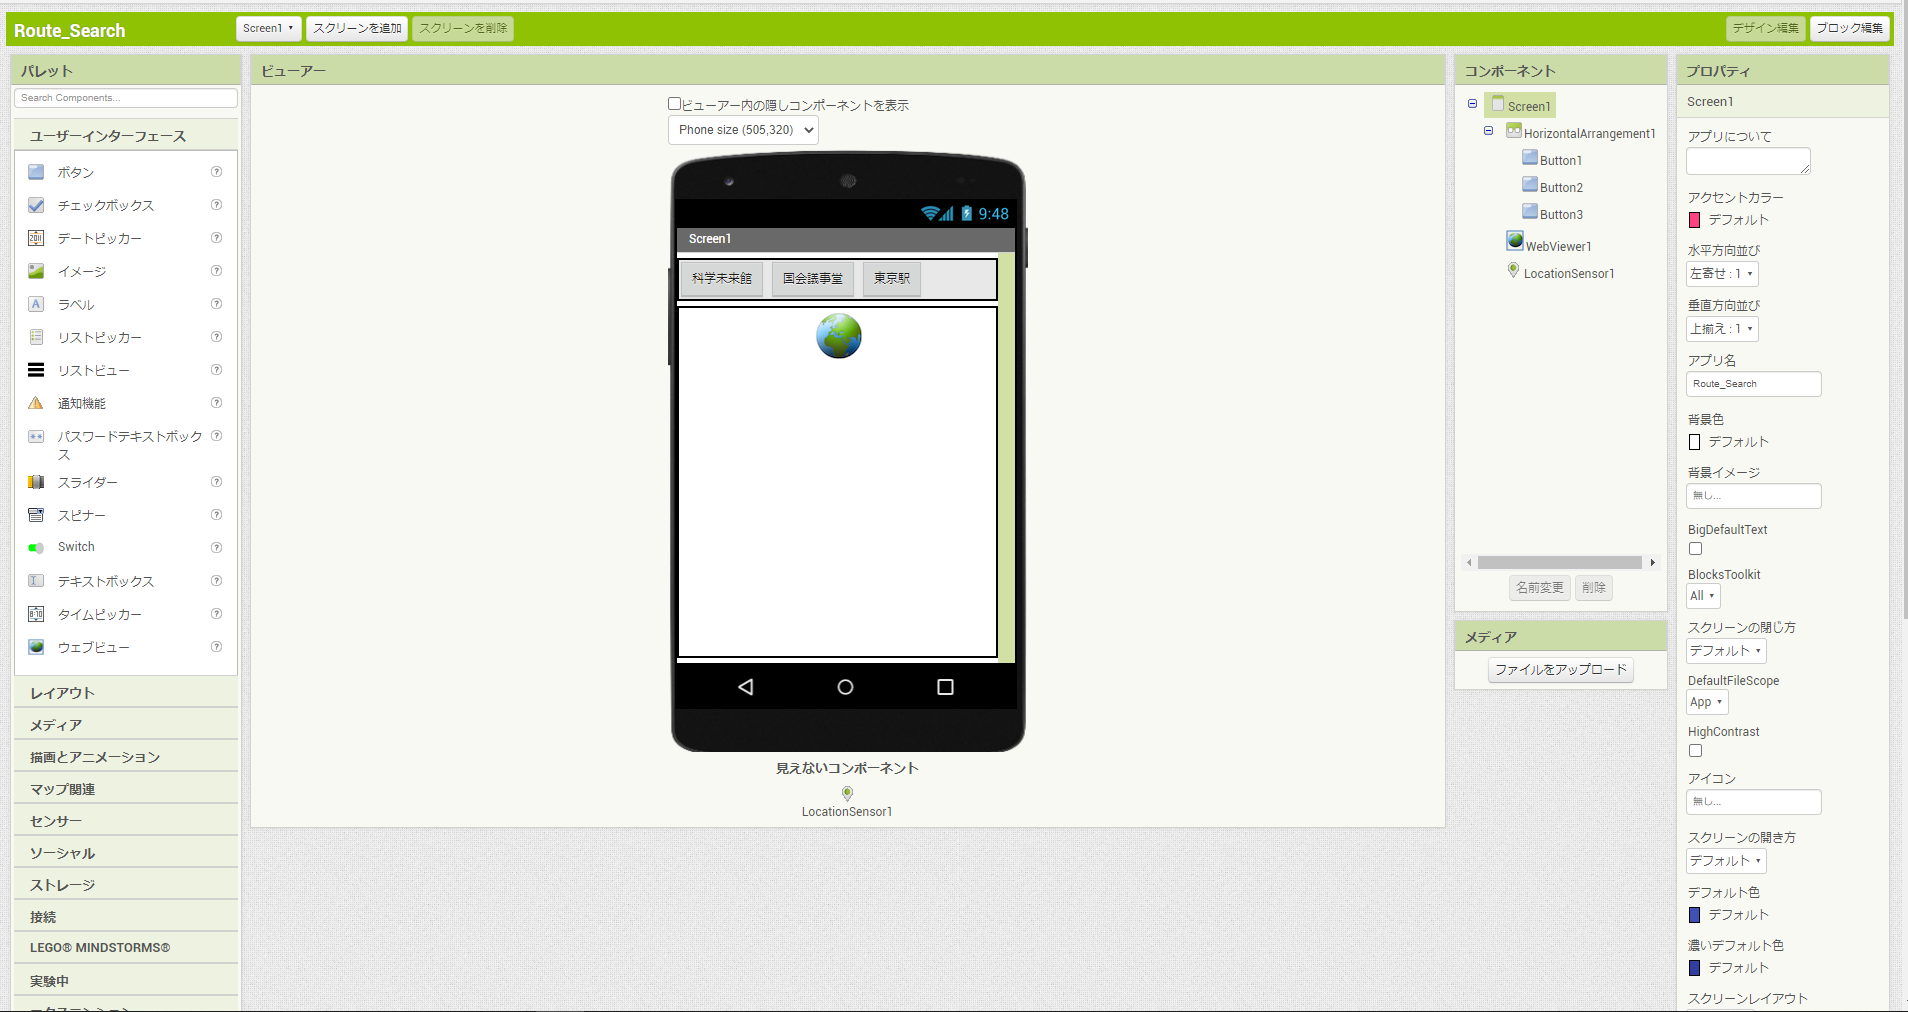 Route_Search
Screen1
スクリーンを追加
スクリーンを削除
デザイン編集
ブロック編集
パレット
Search Components...
ユーザーインターフェース
ボタン
チェックボックス
デートピッカー
イメージ
ラベル
リストピッカー
リストビュー
通知機能
パスワードテキストボック
ス
スライダー
スピナー
Switch
テキストボックス
タイムピッカー
ウェブビュー
レイアウト
メディア
描画とアニメーション
マップ関連
センサー
ソーシャル
ストレージ
接続
LEGO® MINDSTORMS®
実験中
ビューアー
ビューアー内の隠しコンポーネントを表示
Phone size (505,320)
9:48
Screen1
科学未来館
国会議事堂
東京駅
見えないコンポーネント
LocationSensor1
コンポーネント
Screen1
HorizontalArrangement1
Button1
Button2
Button3
WebViewer1
LocationSensor1
名前変更
削除
メディア
ファイルをアップロード
プロパティ
Screen1
アプリについて
アクセントカラー
デフォルト
水平方向並び
左寄せ : 1
垂直方向並び
上揃え : 1
アプリ名
Route_Search
背景色
デフォルト
背景イメージ
無し...
BigDefaultText
BlocksToolkit
All
スクリーンの閉じ方
デフォルト
DefaultFileScope
App
HighContrast
アイコン
無し...
スクリーンの開き方
デフォルト
デフォルト色
デフォルト
濃いデフォルト色
デフォルト
スクリーンレイアウト